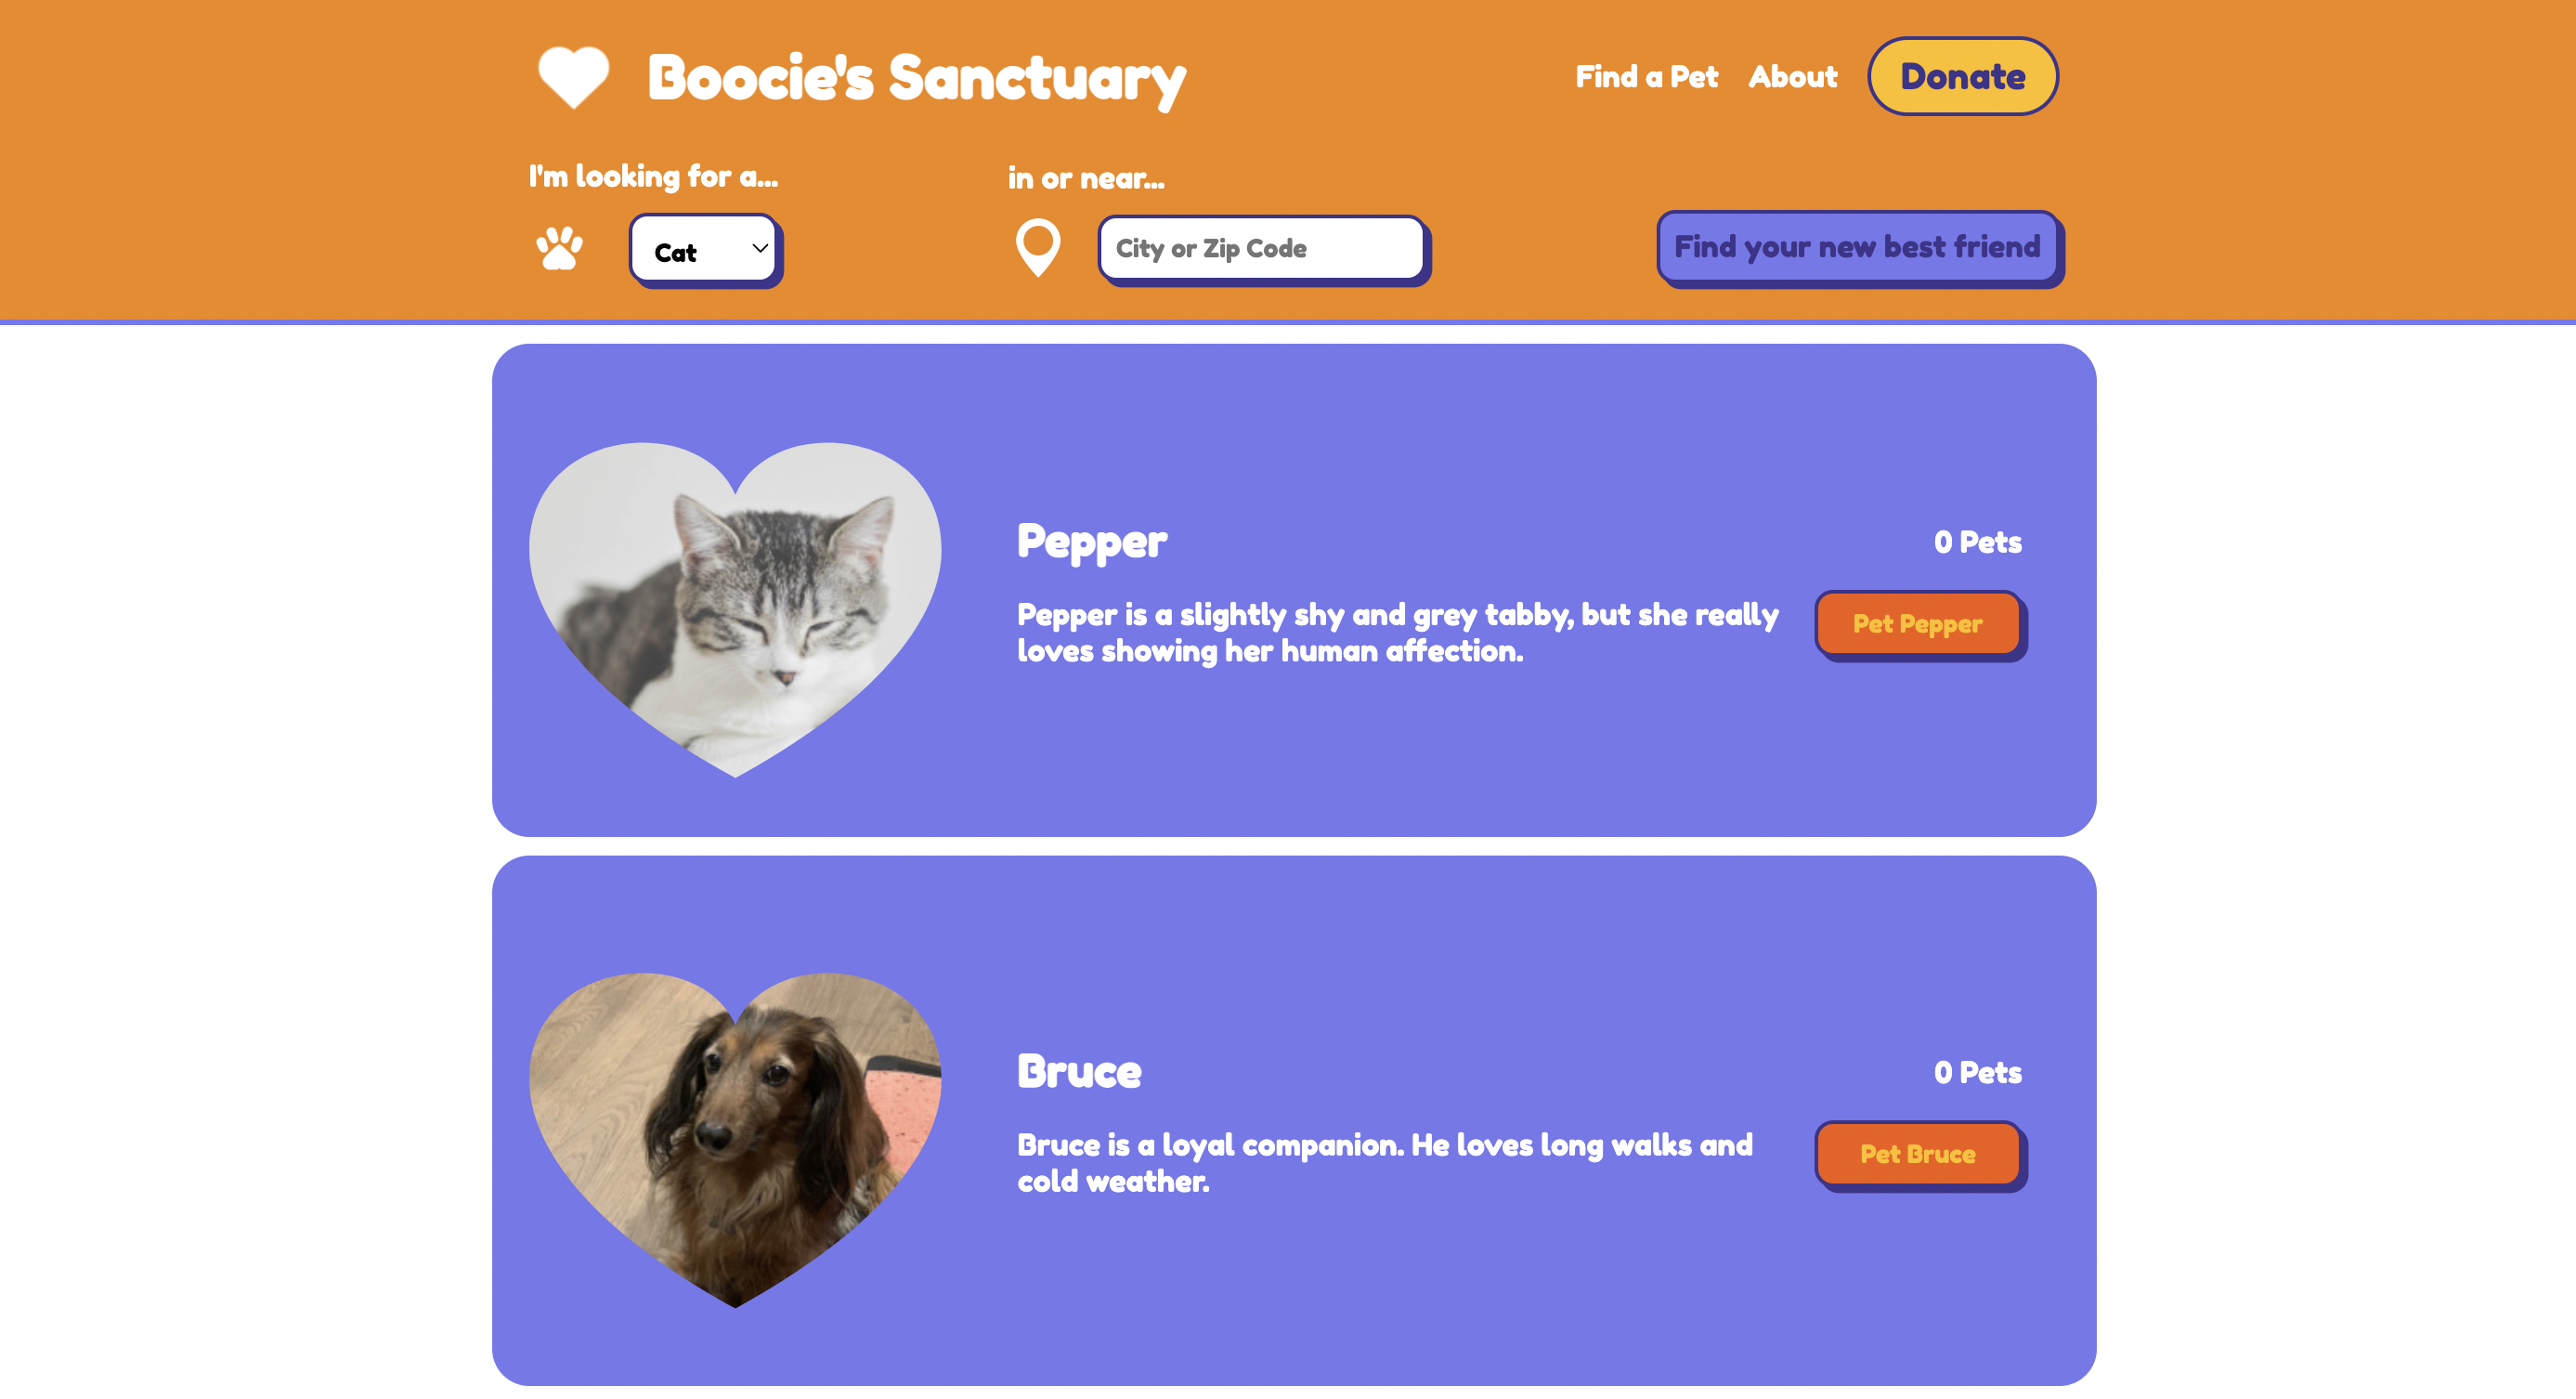 Boocie's Sanctuary
Find a Pet
About
Donate
I'm looking for a...
in or near...
Cat
City or Zip Code
Find your new best friend
Pepper
0 Pets
Pepper is a slightly shy and grey tabby, but she really
loves showing her human affection.
Pet Pepper
Bruce
0 Pets
Bruce is a loyal companion. He loves long walks and
cold weather.
Pet Bruce